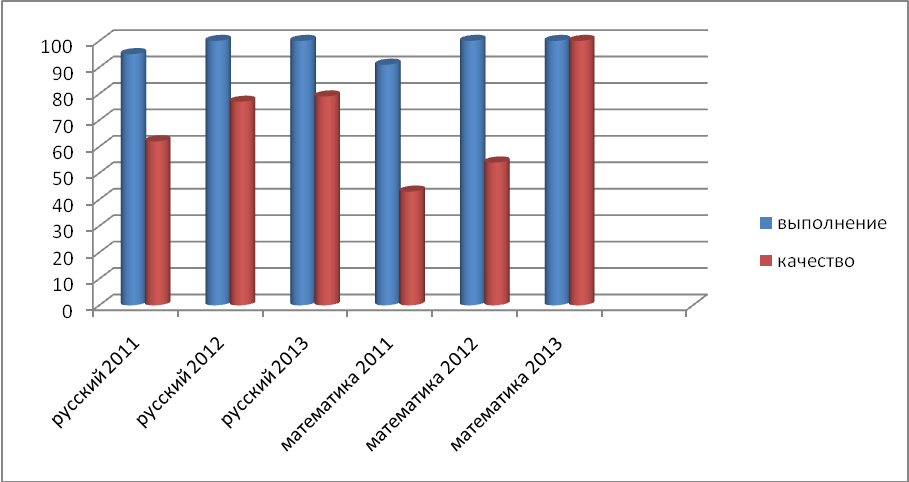 100
90
80
70
60
50
40
30
20
10
0
русский 2011
русский 2012
русский 2013
математика 2011
математика 2012
математика 2013
выполнение
качество